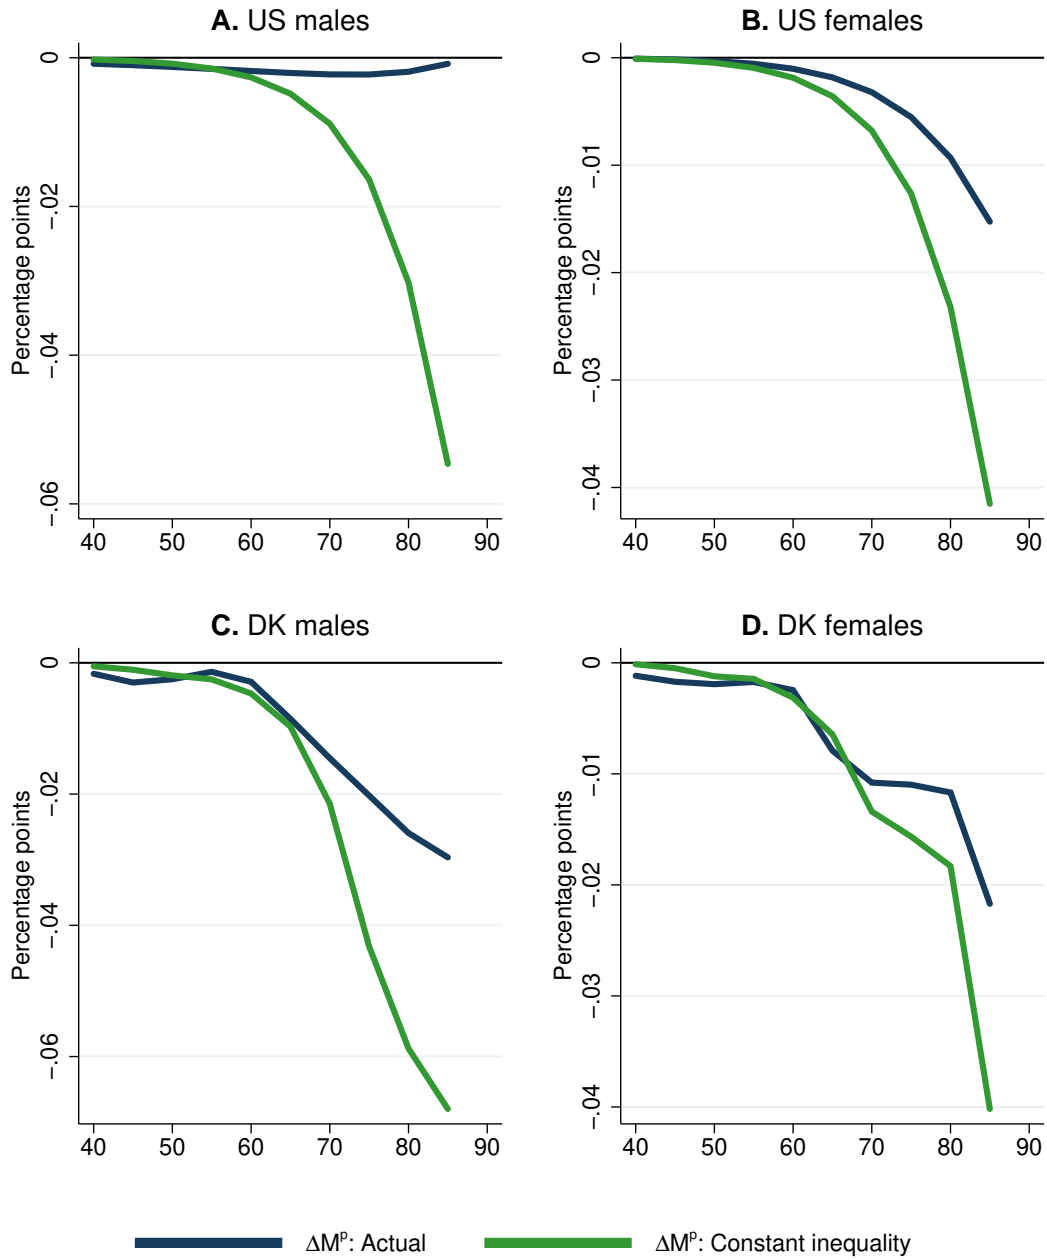 A. US males
Percentage points
0
−.02
−.04
−.06
40 50 60 70 80 90
B. US females
Percentage points
0
−.01
−.02
−.03
−.04
40 50 60 70 80 90
C. DK males
Percentage points
0
−.02
−.04
−.06
40 50 60 70 80 90
D. DK females
Percentage points
0
−.01
−.02
−.03
−.04
40 50 60 70 80 90
ΔMᵖ: Actual ΔMᵖ: Constant inequality